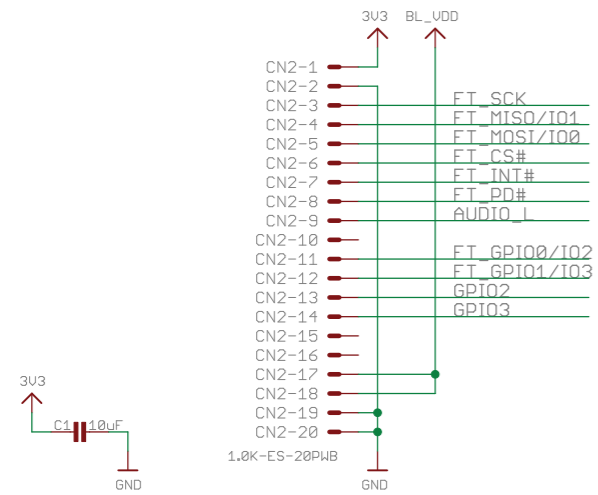 3V3 BL_VDD
CN2-1
CN2-2
CN2-3 FT_SCK
CN2-4 FT_MISO/IO1
CN2-5 FT_MOSI/IO0
CN2-6 FT_CS#
CN2-7 FT_INT#
CN2-8 FT_PD#
CN2-9 AUDIO_L
CN2-10
CN2-11 FT_GPIO0/IO2
CN2-12 FT_GPIO1/IO3
CN2-13 GPIO2
CN2-14 GPIO3
CN2-15
CN2-16
CN2-17
CN2-18
CN2-19
CN2-20
1.0K-ES-20PWB
GND
3V3
C1 10uF
GND